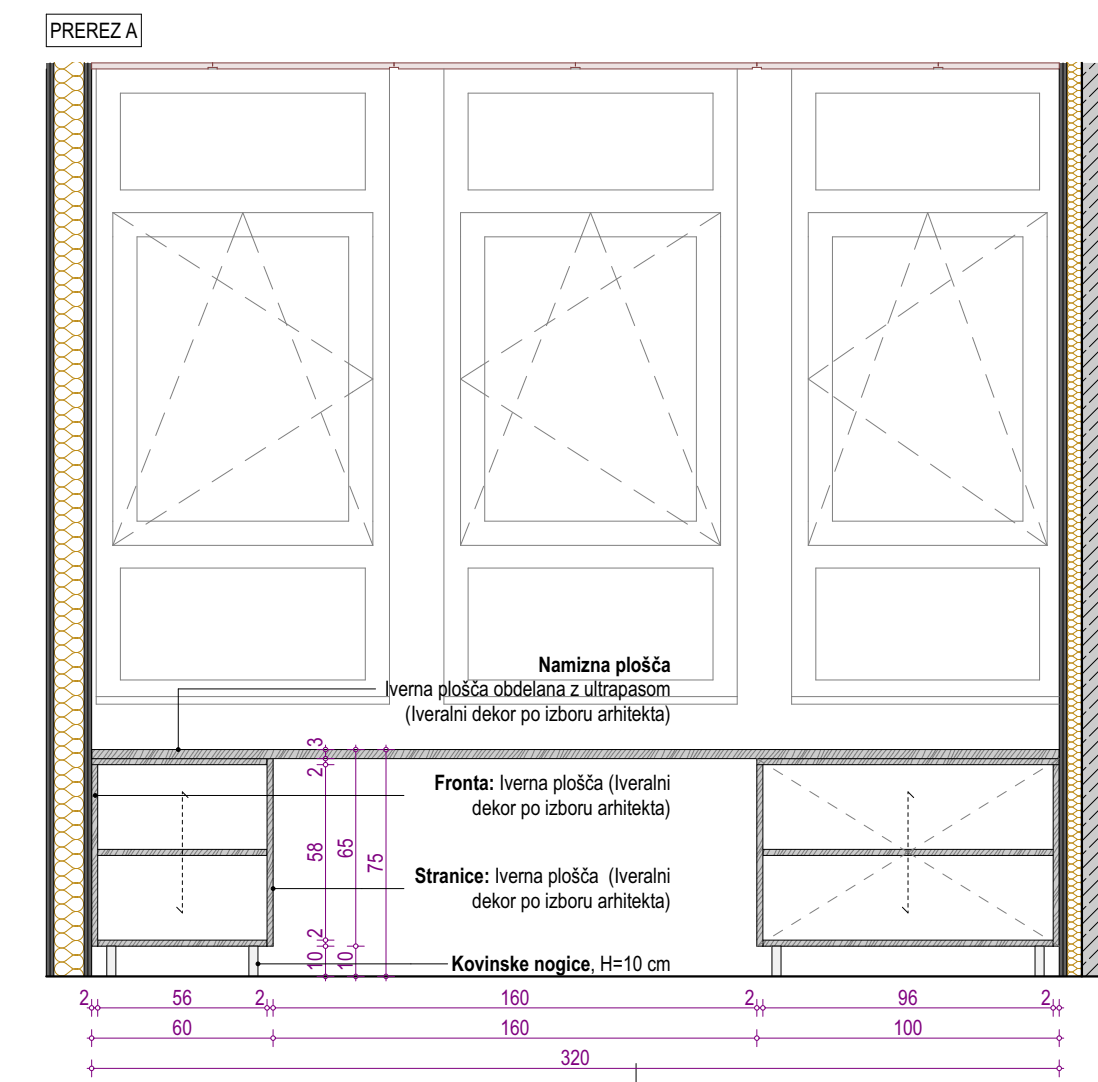 PREREZ A
Namizna plošča
Iverna plošča obdelana z ultrapasom
(Iveralni dekor po izboru arhitekta)
3
2
Fronta: Iverna plošča (Iveralni
dekor po izboru arhitekta)
58
65
75
Stranice: Iverna plošča (Iveralni
dekor po izboru arhitekta)
2
10
10
Kovinske nogice, H=10 cm
2 56 2 160 2 96 2
60 160 100
320